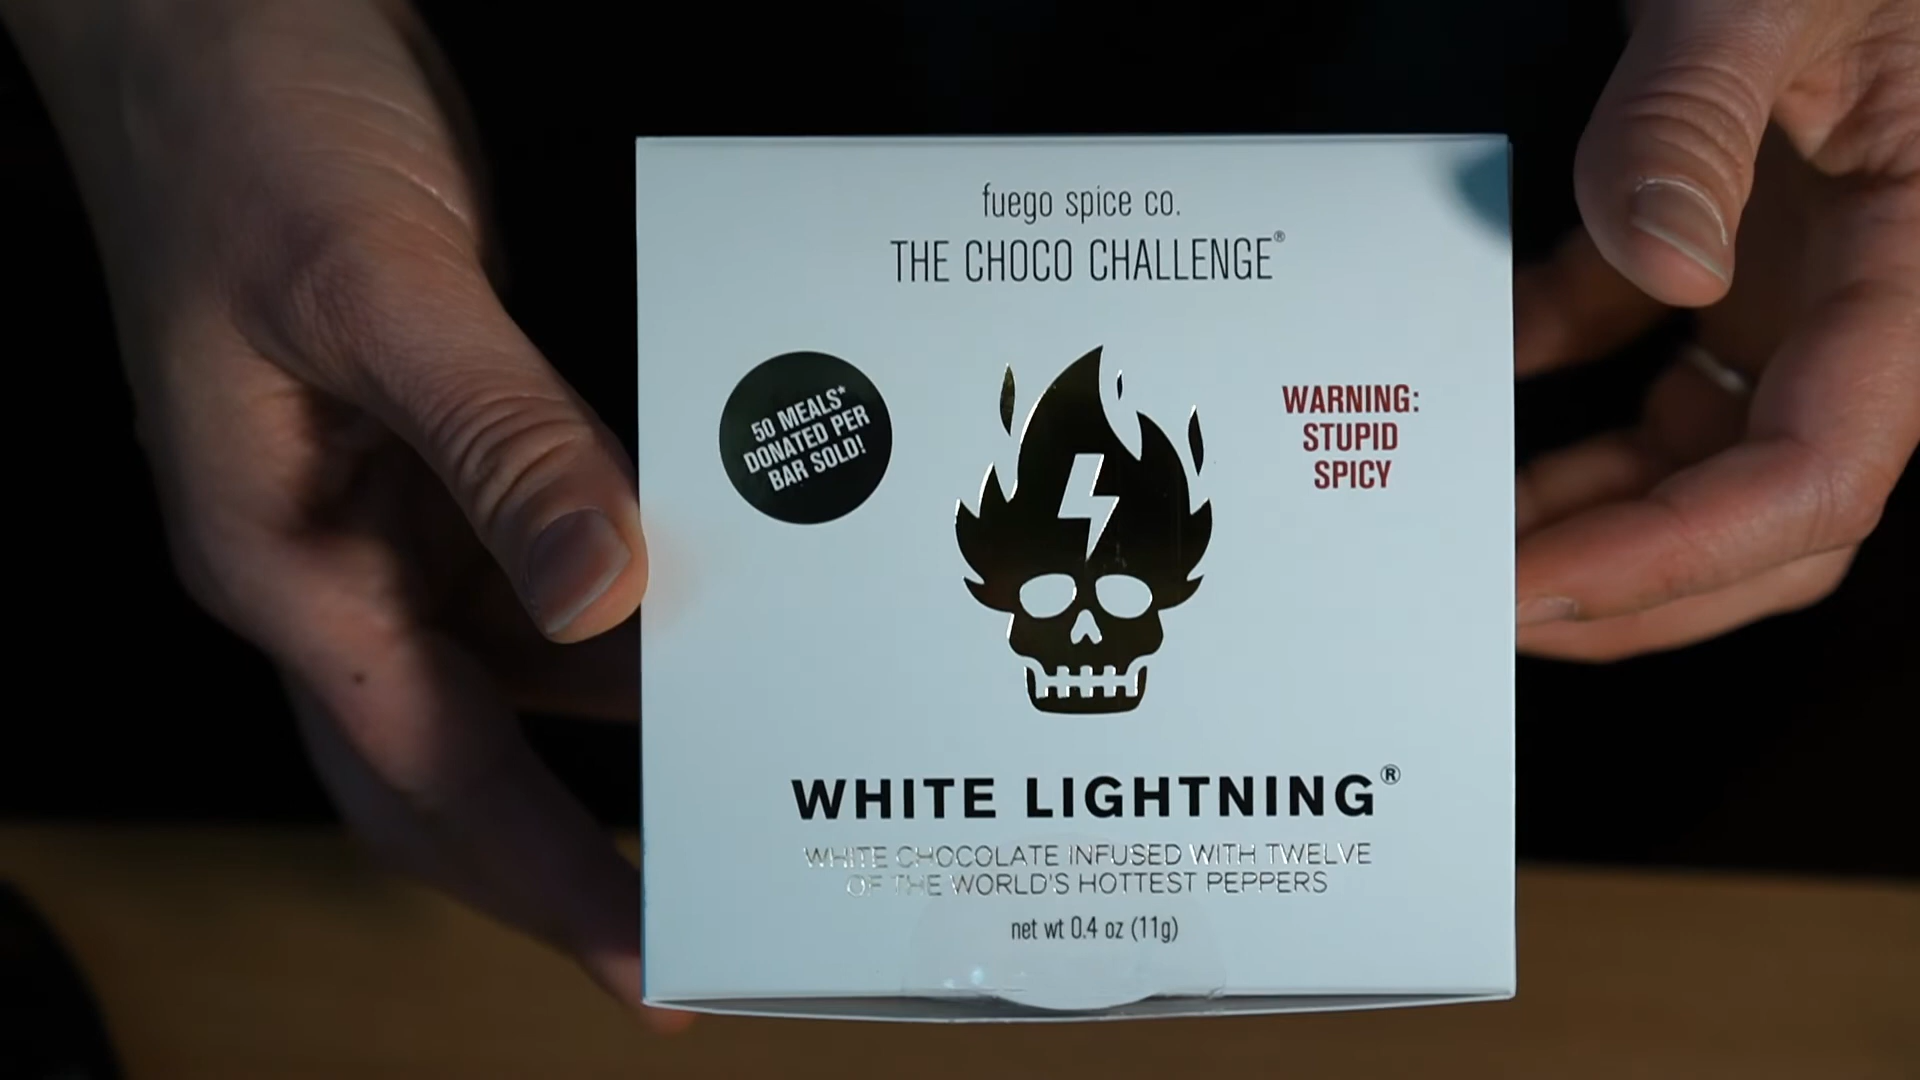 fuego spice co.
THE CHOCO CHALLENGE®
50 MEALS*
DONATED PER
BAR SOLD!
WARNING:
STUPID
SPICY
WHITE LIGHTNING®
WHITE CHOCOLATE INFUSED WITH TWELVE
OF THE WORLD'S HOTTEST PEPPERS
net wt 0.4 oz (11g)